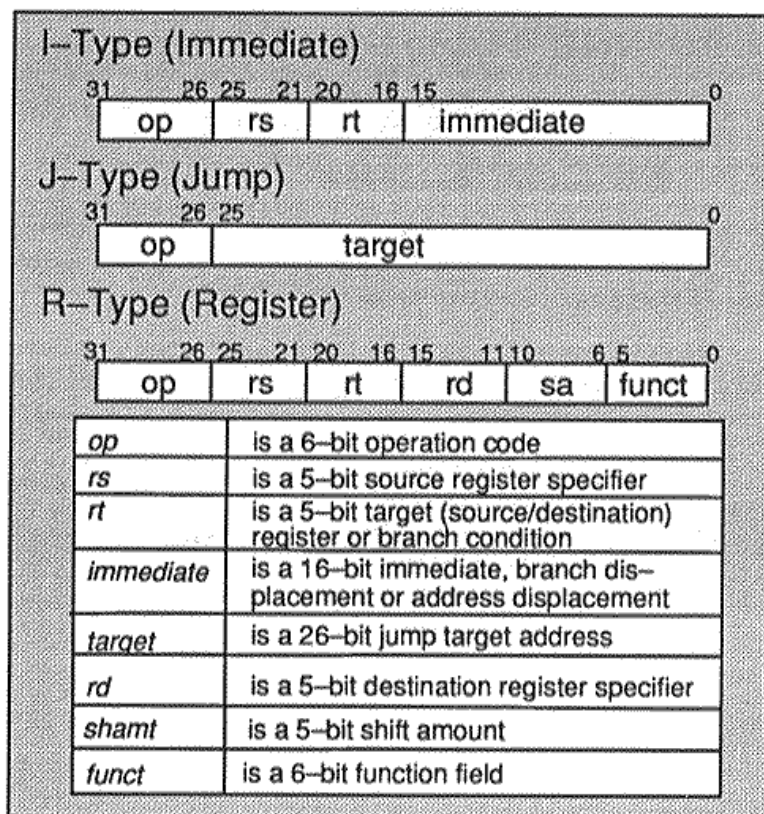 I–Type (Immediate)
31 26 25 21 20 16 15 0
op rs rt immediate
J–Type (Jump)
31 26 25 0
op target
R–Type (Register)
31 26 25 21 20 16 15 11 10 6 5 0
op rs rt rd sa funct
op is a 6–bit operation code
rs is a 5–bit source register specifier
rt is a 5–bit target (source/destination)
register or branch condition
immediate is a 16–bit immediate, branch dis–
placement or address displacement
target is a 26–bit jump target address
rd is a 5–bit destination register specifier
shamt is a 5–bit shift amount
funct is a 6–bit function field